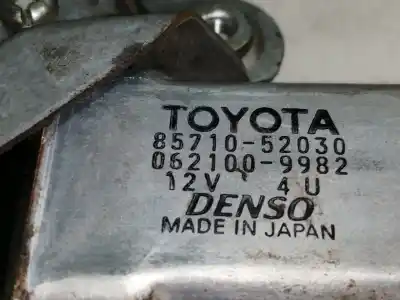 TOYOTA
85710-52030
062100-9982
12V 4U
DENSO
MADE IN JAPAN